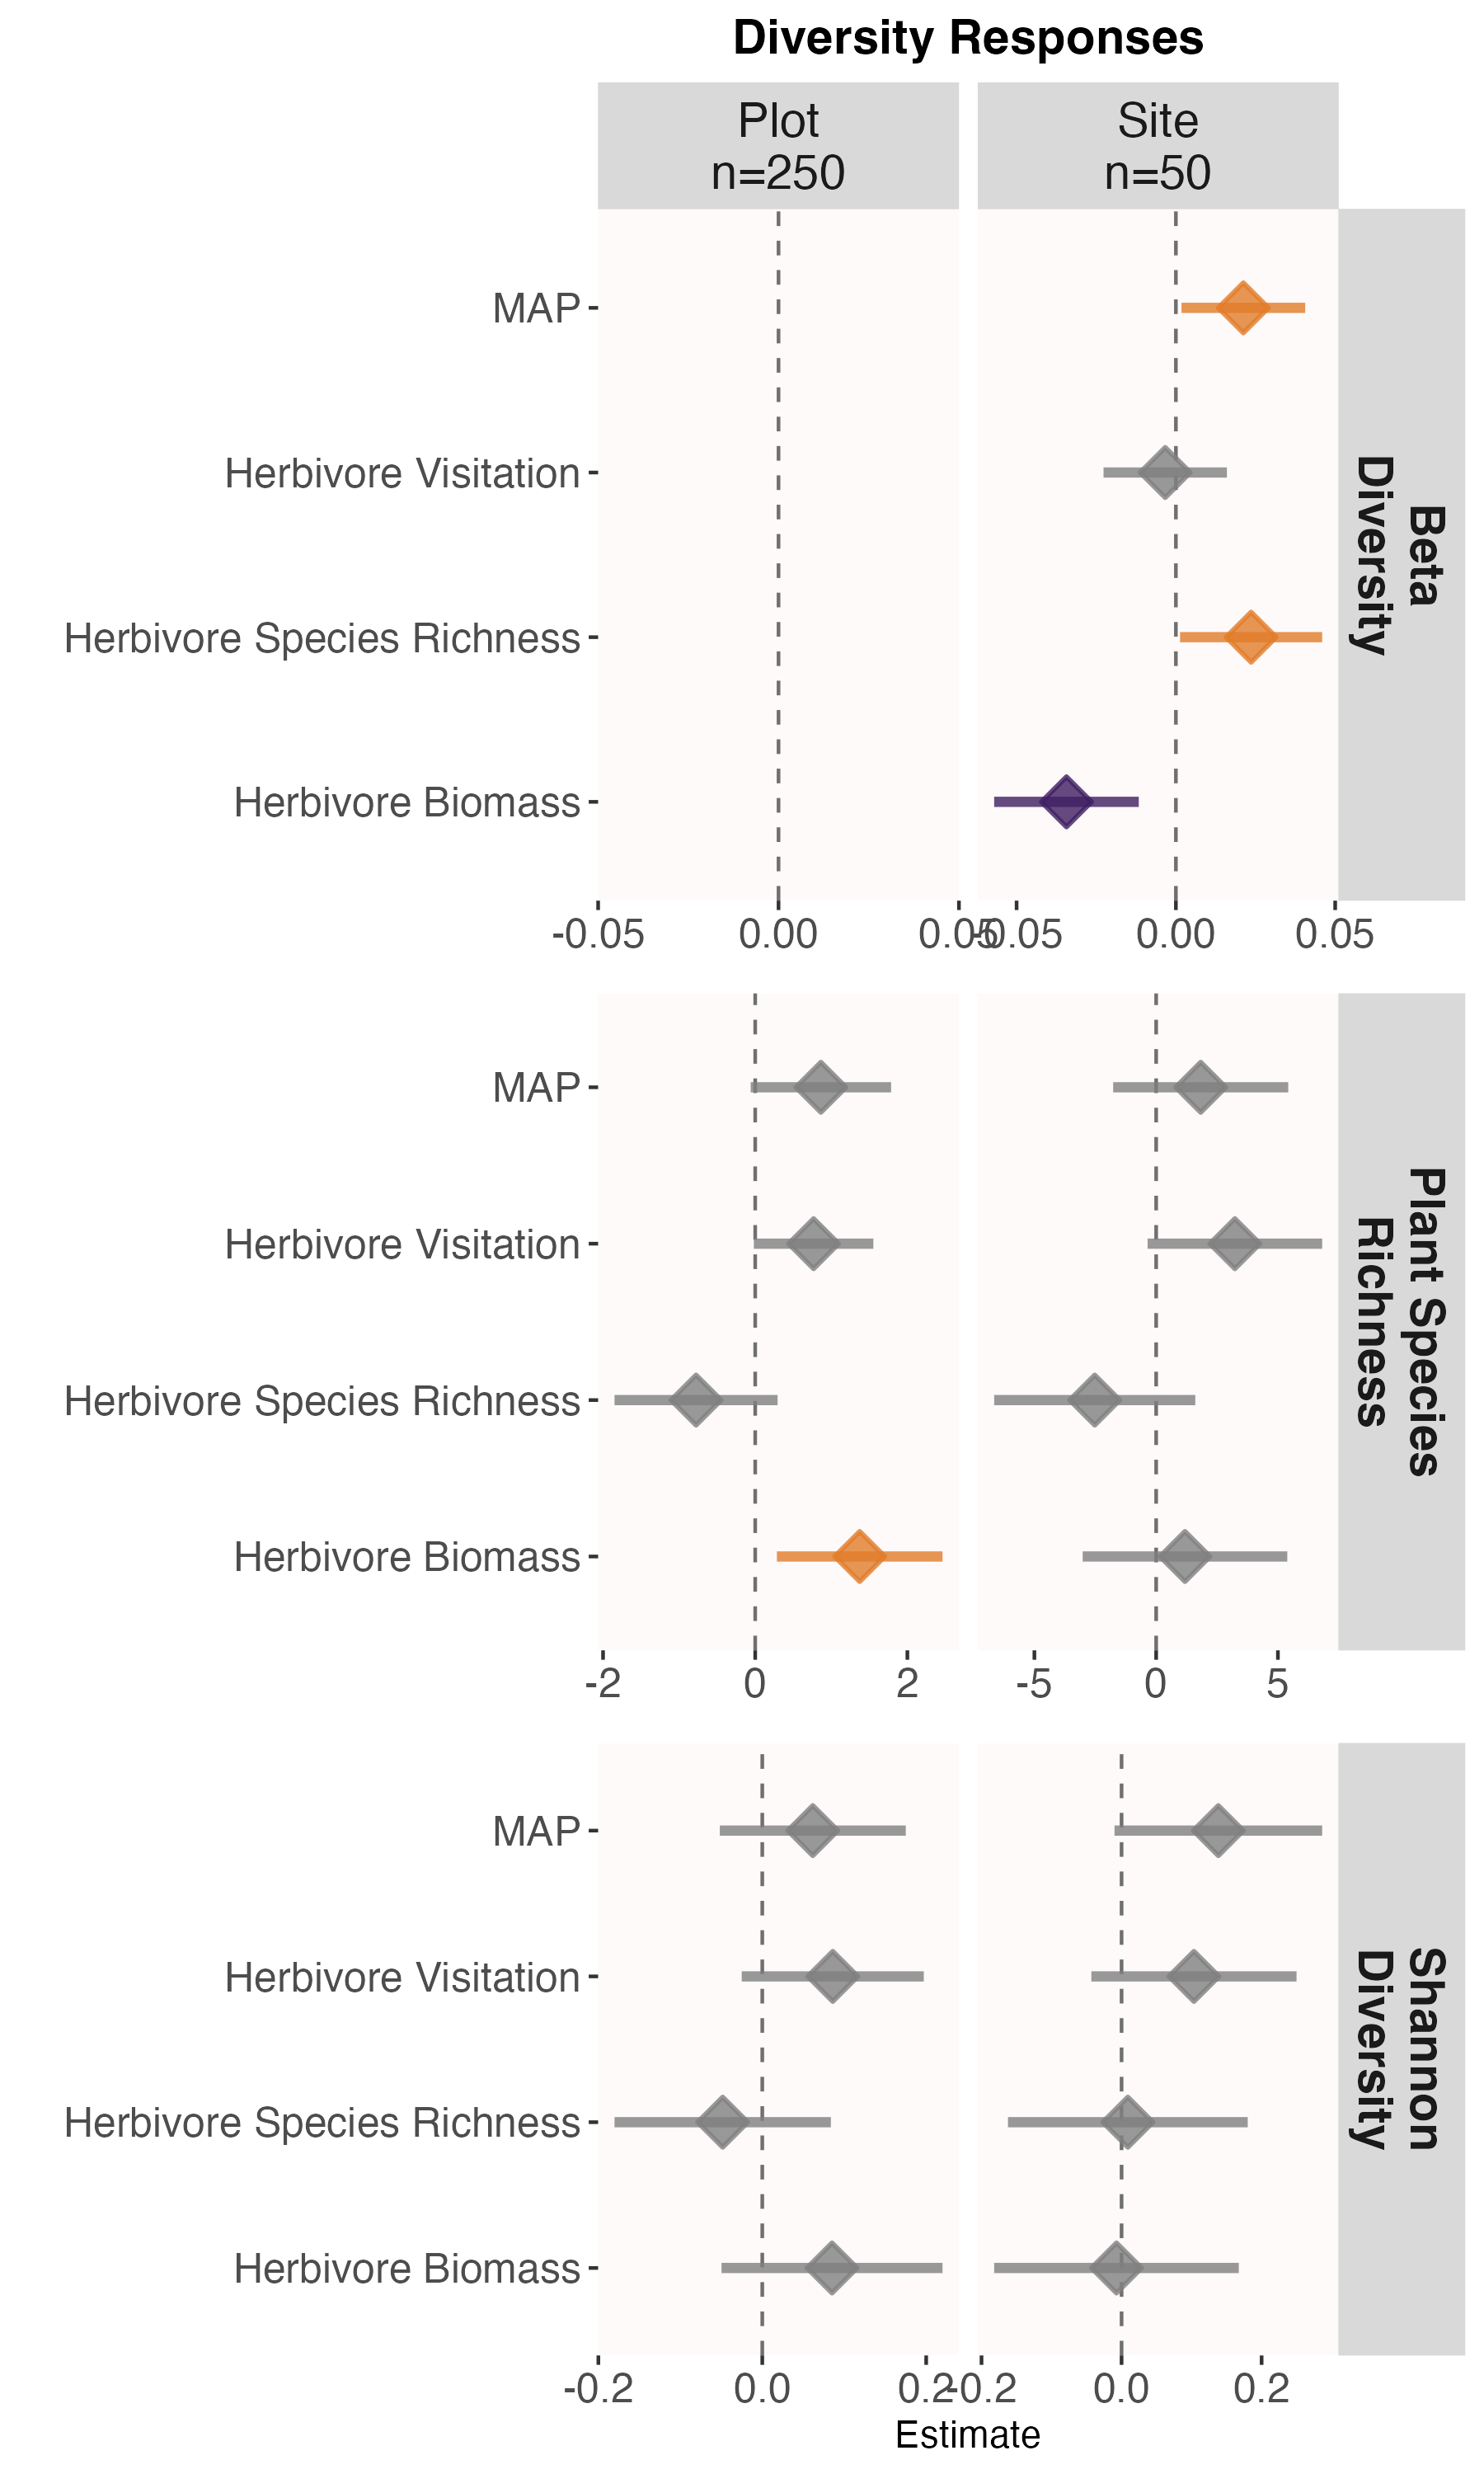 Diversity Responses
Plot
n=250
Site
n=50
MAP
Herbivore Visitation
Herbivore Species Richness
Herbivore Biomass
Beta
Diversity
-0.05 0.00 0.05 -0.05 0.00 0.05
MAP
Herbivore Visitation
Herbivore Species Richness
Herbivore Biomass
Plant Species
Richness
-2 0 2 -5 0 5
MAP
Herbivore Visitation
Herbivore Species Richness
Herbivore Biomass
Shannon
Diversity
-0.2 0.0 0.2 -0.2 0.0 0.2
Estimate